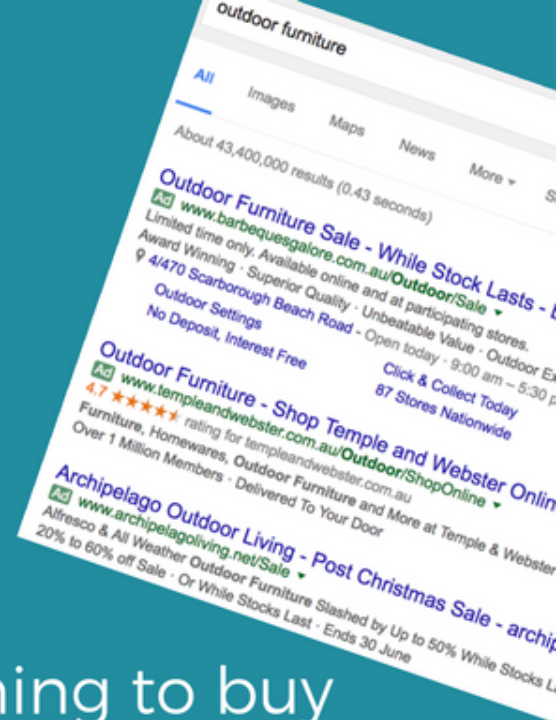 outdoor furniture
All Images Maps News More
About 43,400,000 results (0.43 seconds)
Outdoor Furniture Sale - While Stock Lasts -
Ad www.barbequesgalore.com.au/Outdoor/Sale
Limited time only. Available online and at participating stores.
Award Winning · Superior Quality · Unbeatable Value · Outdoor
4/470 Scarborough Beach Road - Open today · 9:00 am – 5:30
Outdoor Settings
Click & Collect Today
No Deposit, Interest Free
87 Stores Nationwide
Outdoor Furniture - Shop Temple and Webster
Ad www.templeandwebster.com.au/Outdoor/ShopOnline
4.7 rating for templeandwebster.com.au
Furniture, Homewares, Outdoor Furniture and More at Temple & Webster
Over 1 Million Members · Delivered To Your Door
Archipelago Outdoor Living - Post Christmas Sale -
Ad www.archipelagoliving.net/Sale
Alfresco & All Weather Outdoor Furniture Slashed by Up to 50% While Stocks
20% to 60% off Sale · Or While Stocks Last · Ends 30 June
to buy